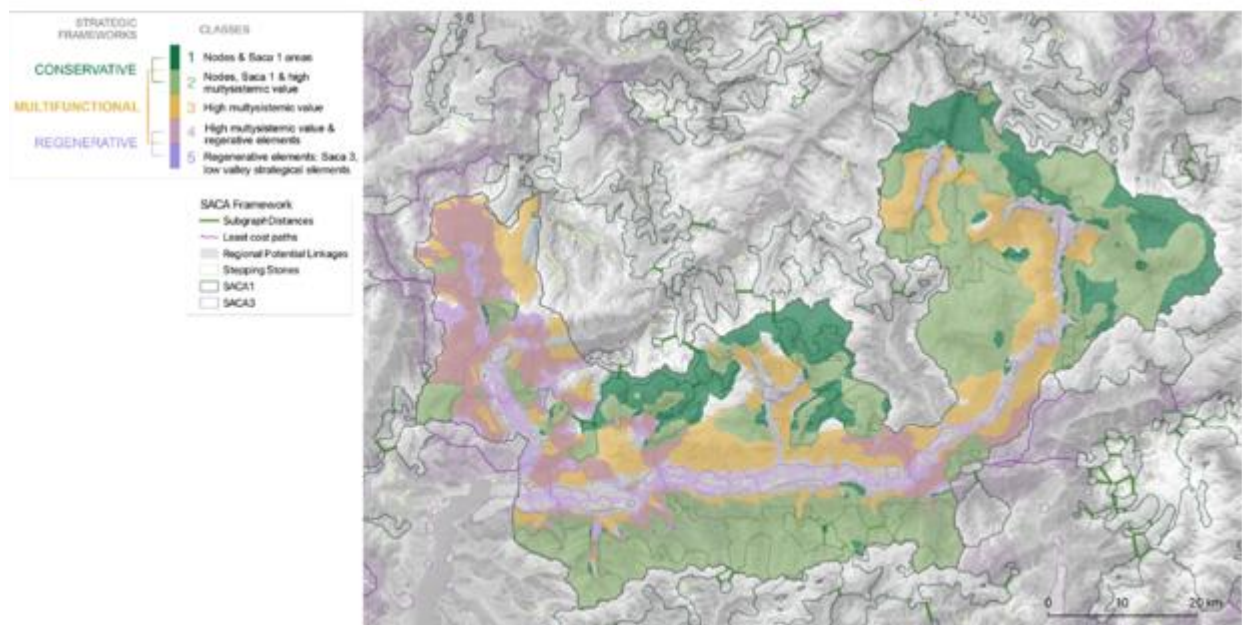 STRATEGIC
FRAMEWORKS
CLASSES
CONSERVATIVE
MULTIFUNCTIONAL
REGENERATIVE
1 Nodes & Saca 1 areas
2 Nodes, Saca 1 & high
multysistemic value
3 High multysistemic value
4 High multysistemic value &
regerative elements
5 Regenerative elements: Saca 3,
low valley strategical elements
SACA Framework
Subgraph Distances
Least cost paths
Regional Potential Linkages
Stepping Stones
SACA1
SACA3
0 10 20 km